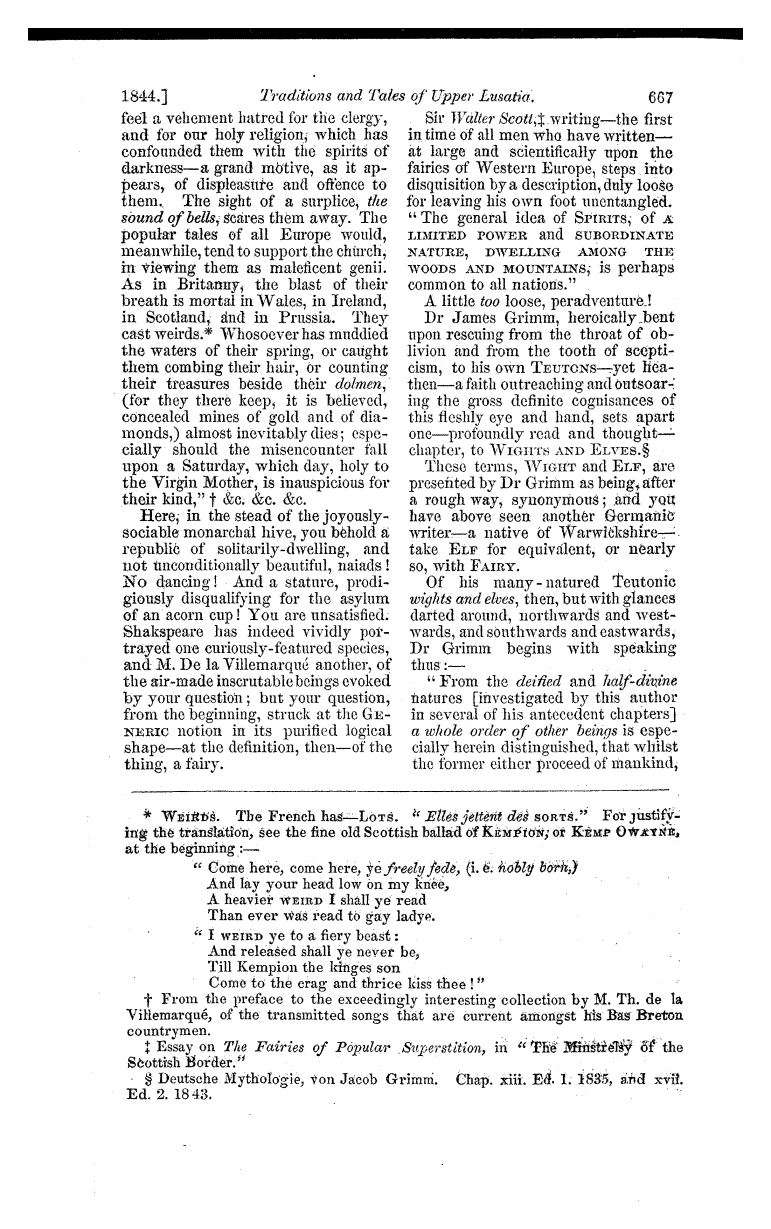 1844.] Traditions and Tales of Upper Lusatia. 667
feel a vehement hatred for the clergy,
and for our holy religion, which has
confounded them with the spirits of
darkness—a grand motive, as it ap-
pears, of displeasure and offence to
them. The sight of a surplice, the
sound of bells, scares them away. The
popular tales of all Europe would,
meanwhile, tend to support the church,
in viewing them as maleficent genii.
As in Britanny, the blast of their
breath is mortal in Wales, in Ireland,
in Scotland, and in Prussia. They
cast weirds.* Whosoever has muddied
the waters of their spring, or caught
them combing their hair, or counting
their treasures beside their dolmen,
(for they there keep, it is believed,
concealed mines of gold and of dia-
monds,) almost inevitably dies; espe-
cially should the misencounter fall
upon a Saturday, which day, holy to
the Virgin Mother, is inauspicious for
their kind," † &c. &c. &c.
Here, in the stead of the joyously-
sociable monarchal hive, you behold a
republic of solitarily-dwelling, and
not unconditionally beautiful, naiads!
No dancing! And a stature, prodi-
giously disqualifying for the asylum
of an acorn cup! You are unsatisfied.
Shakspeare has indeed vividly por-
trayed one curiously-featured species,
and M. De la Villemarqué another, of
the air-made inscrutable beings evoked
by your question; but your question,
from the beginning, struck at the GE-
NERIC notion in its purified logical
shape—at the definition, then—of the
thing, a fairy.
Sir Walter Scott,‡ writing—the first
in time of all men who have written—
at large and scientifically upon the
fairies of Western Europe, steps into
disquisition by a description, duly loose
for leaving his own foot unentangled.
"The general idea of SPIRITS, of A
LIMITED POWER and SUBORDINATE
NATURE, DWELLING AMONG THE
WOODS AND MOUNTAINS, is perhaps
common to all nations."
A little too loose, peradventure!
Dr James Grimm, heroically bent
upon rescuing from the throat of ob-
livion and from the tooth of scepti-
cism, to his own TEUTONS—yet hea-
then—a faith outreaching and outsoar-
ing the gross definite cognisances of
this fleshly eye and hand, sets apart
one—profoundly read and thought—
chapter, to WIGHTS AND ELVES.§
These terms, WIGHT and ELF, are
presented by Dr Grimm as being, after
a rough way, synonymous; and you
have above seen another Germanic
writer—a native of Warwickshire—
take ELF for equivalent, or nearly
so, with FAIRY.
Of his many-natured Teutonic
wights and elves, then, but with glances
darted around, northwards and west-
wards, and southwards and eastwards,
Dr Grimm begins with speaking
thus:—
"From the deified and half-divine
natures [investigated by this author
in several of his antecedent chapters]
a whole order of other beings is espe-
cially herein distinguished, that whilst
the former either proceed of mankind,
* WEIRDS. The French has—LOTS. "Elles jettent des SORTS." For justify-
ing the translation, see the fine old Scottish ballad of KEMPION, or KEMP OWAYNE,
at the beginning:—
"Come here, come here, ye freely fede, (i. e. nobly born,)
And lay your head low on my knee,
A heavier WEIRD I shall ye read
Than ever was read to gay ladye.
"I WEIRD ye to a fiery beast:
And released shall ye never be,
Till Kempion the kinges son
Come to the crag and thrice kiss thee!"
† From the preface to the exceedingly interesting collection by M. Th. de la
Villemarqué, of the transmitted songs that are current amongst his Bas Breton
countrymen.
‡ Essay on The Fairies of Popular Superstition, in "The Minstrelsy of the
Scottish Border."
§ Deutsche Mythologie, von Jacob Grimm. Chap. xiii. Ed. 1. 1835, and xvii.
Ed. 2. 1843.